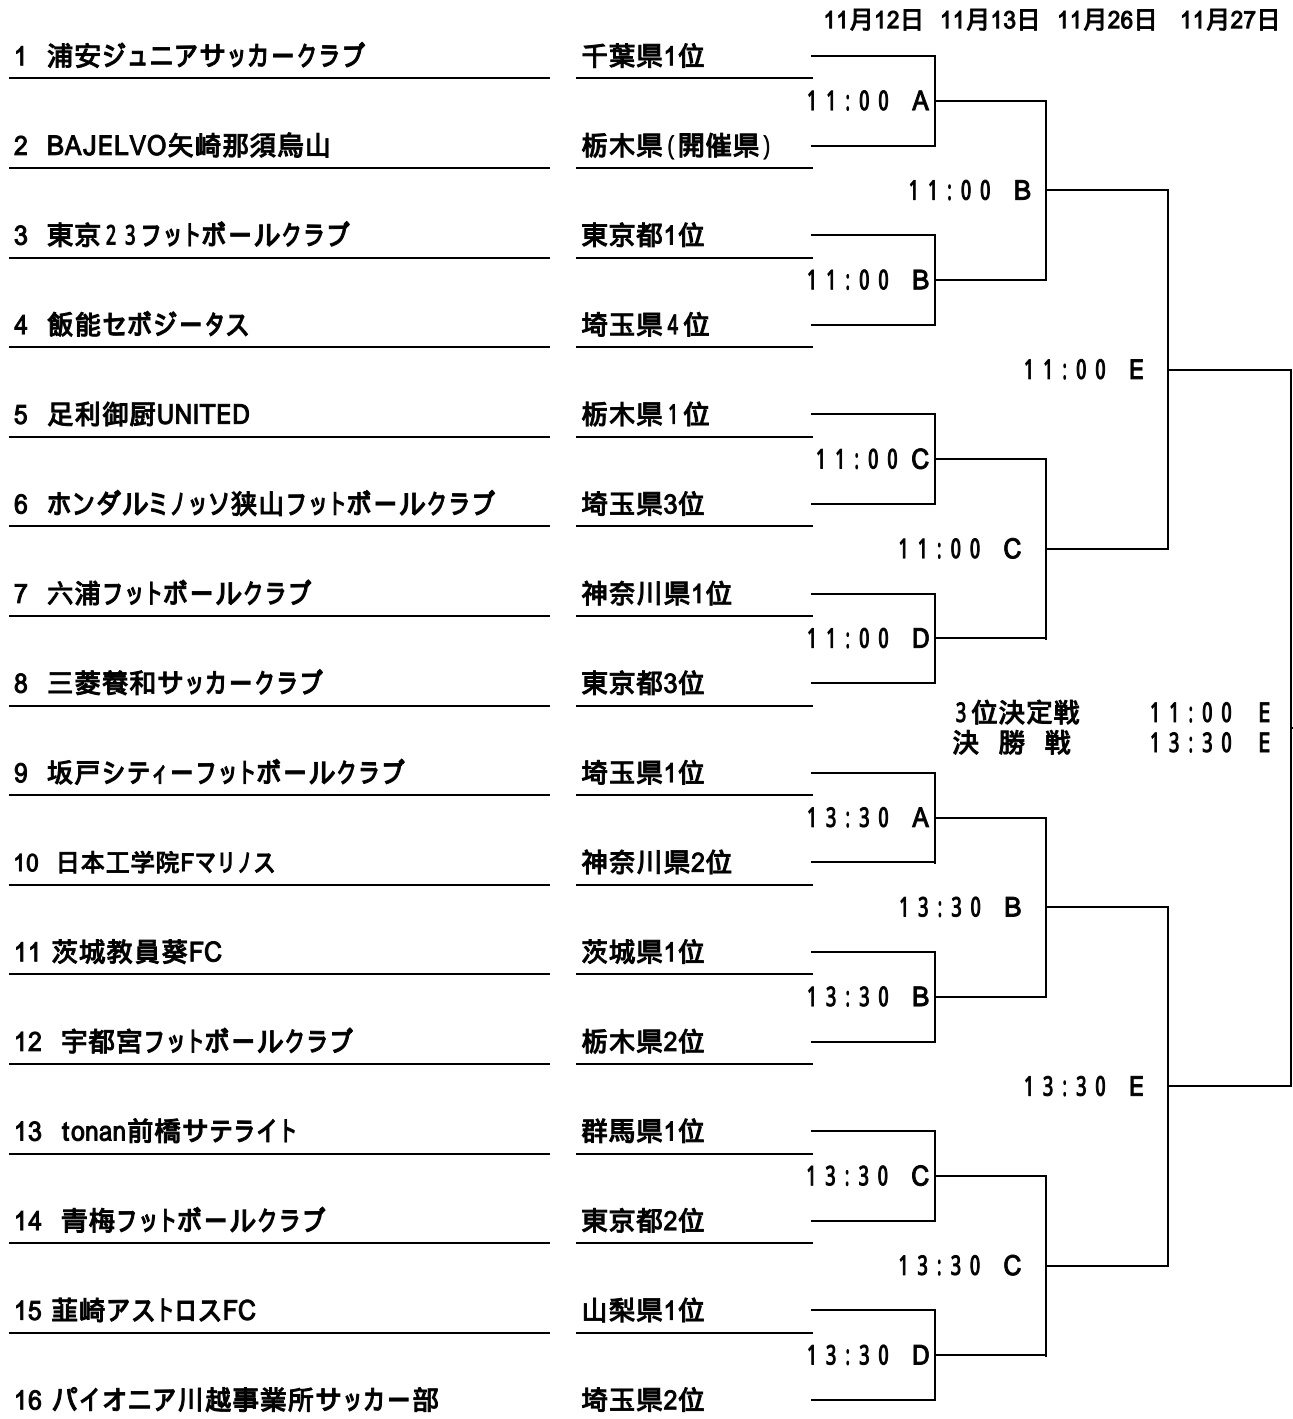 11月12日 11月13日 11月26日 11月27日
1 浦安ジュニアサッカークラブ 千葉県1位
11:00 A
2 BAJELVO矢崎那須烏山 栃木県(開催県)
11:00 B
3 東京23フットボールクラブ 東京都1位
11:00 B
4 飯能セボジータス 埼玉県4位
11:00 E
5 足利御厨UNITED 栃木県1位
11:00 C
6 ホンダルミノッソ狭山フットボールクラブ 埼玉県3位
11:00 C
7 六浦フットボールクラブ 神奈川県1位
11:00 D
8 三菱養和サッカークラブ 東京都3位
3位決定戦 11:00 E
決勝戦 13:30 E
9 坂戸シティーフットボールクラブ 埼玉県1位
13:30 A
10 日本工学院Fマリノス 神奈川県2位
13:30 B
11 茨城教員葵FC 茨城県1位
13:30 B
12 宇都宮フットボールクラブ 栃木県2位
13:30 E
13 tonan前橋サテライト 群馬県1位
13:30 C
14 青梅フットボールクラブ 東京都2位
13:30 C
15 韮崎アストロスFC 山梨県1位
13:30 D
16 パイオニア川越事業所サッカー部 埼玉県2位